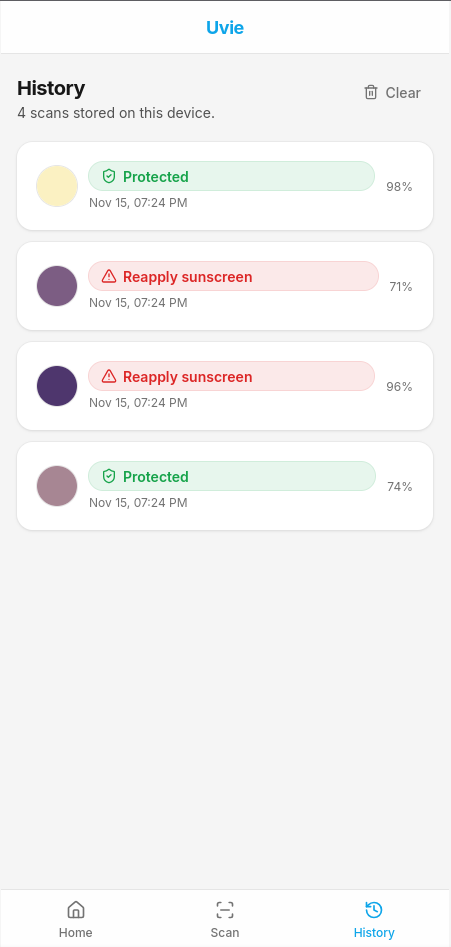 Uvie
History
Clear
4 scans stored on this device.
Protected
98%
Nov 15, 07:24 PM
Reapply sunscreen
71%
Nov 15, 07:24 PM
Reapply sunscreen
96%
Nov 15, 07:24 PM
Protected
74%
Nov 15, 07:24 PM
Home
Scan
History